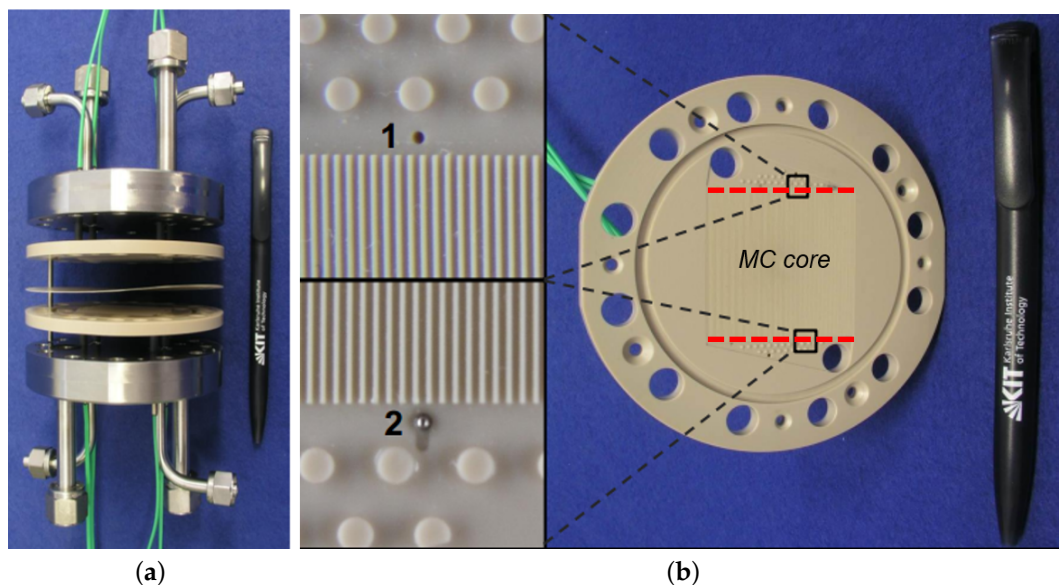 KIT Karlsruhe Institute
of Technology
1
2
MC core
KIT Karlsruhe Institute
of Technology
(a)
(b)